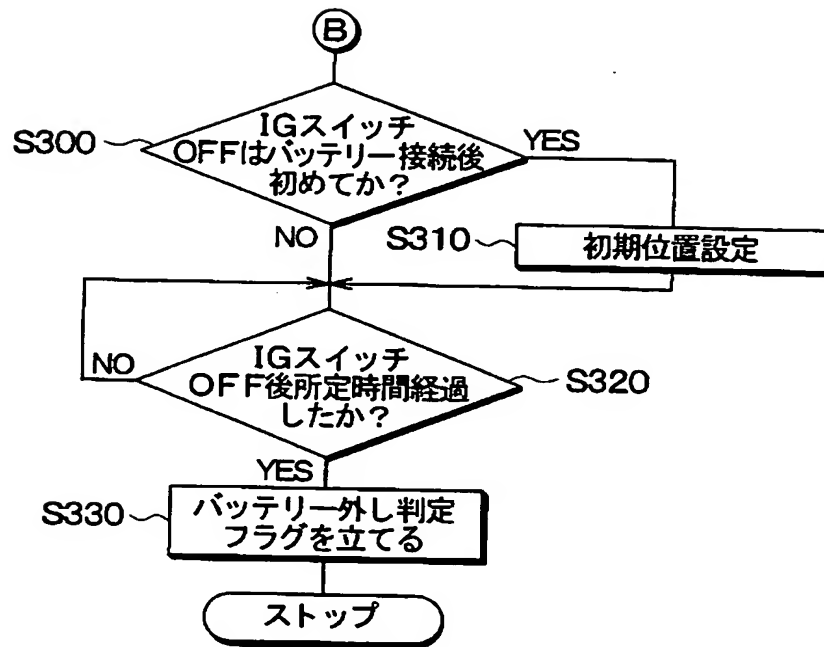 B
IGスイッチ
OFFはバッテリー接続後
初めてか?
S300
YES
NO
S310
初期位置設定
NO
IGスイッチ
OFF後所定時間経過
したか?
S320
YES
S330
バッテリー外し判定
フラグを立てる
ストップ